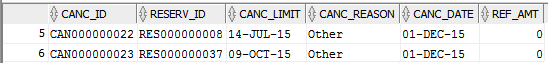 CANC_ID RESERV_ID CANC_LIMIT CANC_REASON CANC_DATE REF_AMT
5 CAN000000022 RES000000008 14-JUL-15 Other 01-DEC-15 0
6 CAN000000023 RES000000037 09-OCT-15 Other 01-DEC-15 0